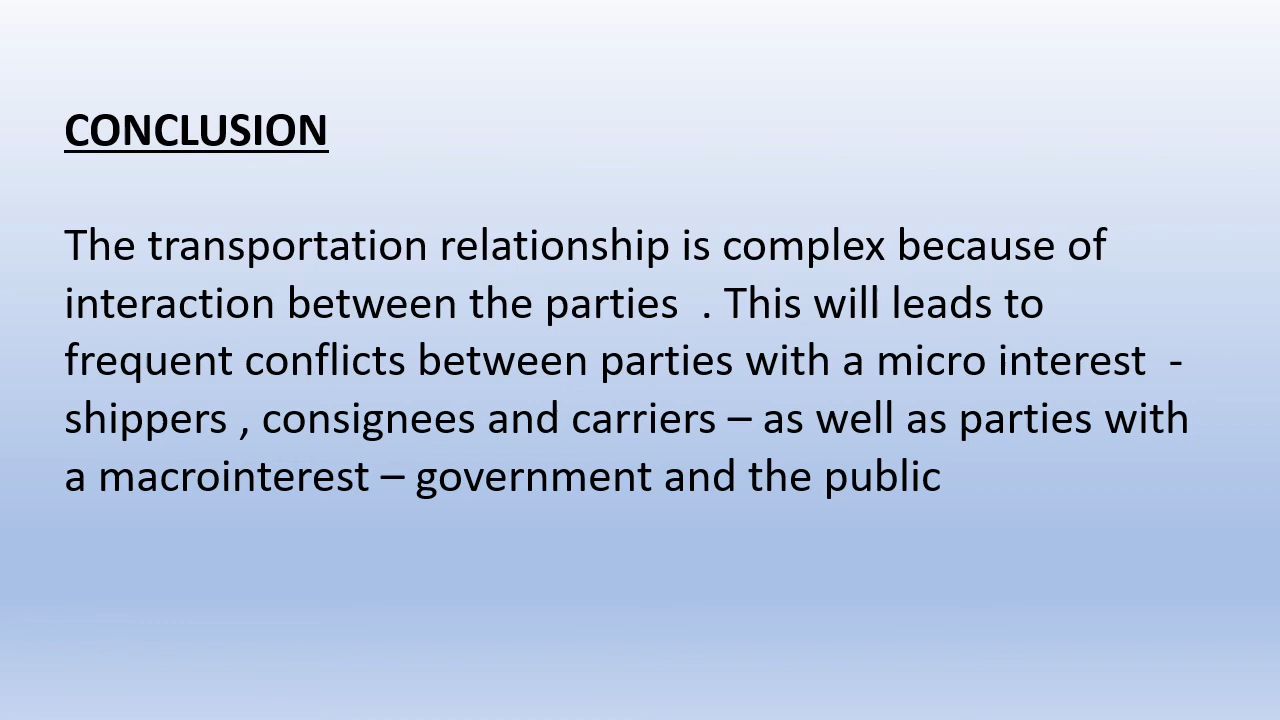 CONCLUSION
The transportation relationship is complex because of
interaction between the parties  . This will leads to
frequent conflicts between parties with a micro interest  -
shippers , consignees and carriers – as well as parties with
a macrointerest – government and the public